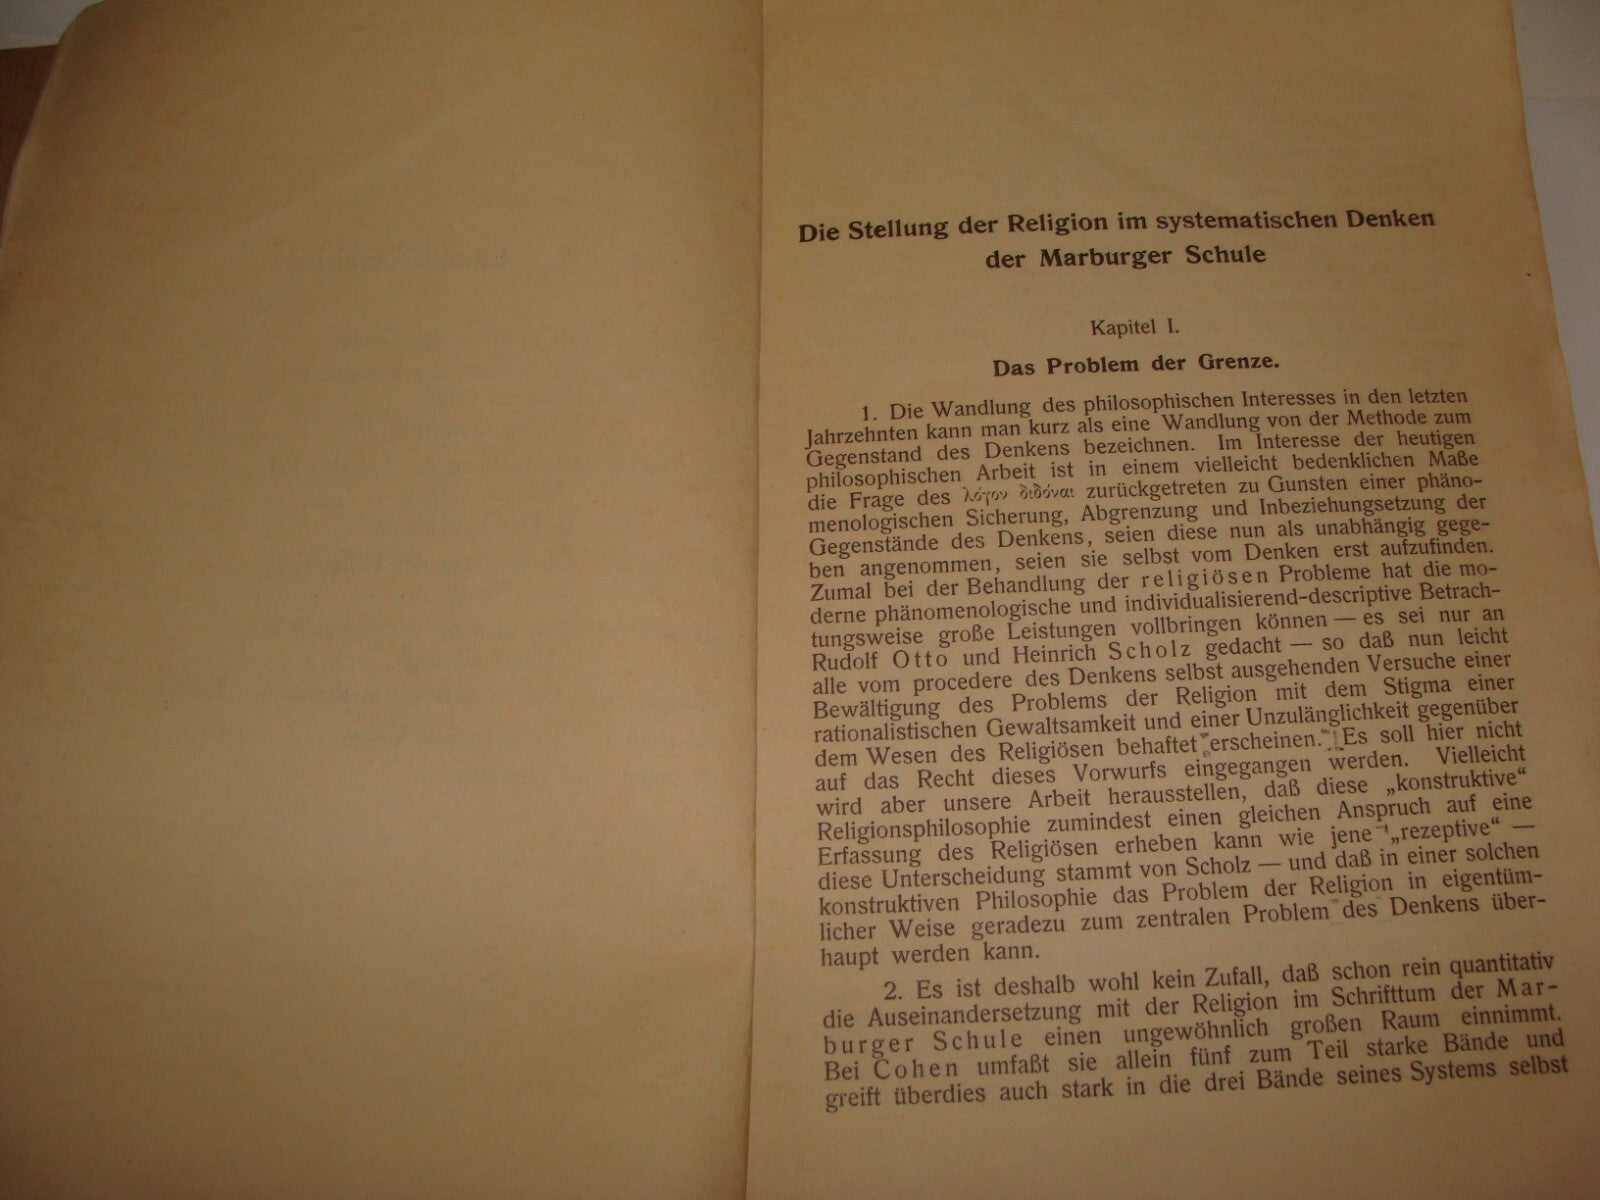 Die Stellung der Religion im systematischen Denken
der Marburger Schule
Kapitel I.
Das Problem der Grenze.
1. Die Wandlung des philosophischen Interesses in den letzten
Jahrzehnten kann man kurz als eine Wandlung von der Methode zum
Gegenstand des Denkens bezeichnen. Im Interesse der heutigen
philosophischen Arbeit ist in einem vielleicht bedenklichen Maße
die Frage des λόγον διδόναι zurückgetreten zu Gunsten einer phäno-
menologischen Sicherung, Abgrenzung und Inbeziehungsetzung der
Gegenstände des Denkens, seien diese nun als unabhängig gege-
ben angenommen, seien sie selbst vom Denken erst aufzufinden.
Zumal bei der Behandlung der religiösen Probleme hat die mo-
derne phänomenologische und individualisierend-descriptive Betrach-
tungsweise große Leistungen vollbringen können — es sei nur an
Rudolf Otto und Heinrich Scholz gedacht — so daß nun leicht
alle vom procedere des Denkens selbst ausgehenden Versuche einer
Bewältigung des Problems der Religion mit dem Stigma einer
rationalistischen Gewaltsamkeit und einer Unzulänglichkeit gegenüber
dem Wesen des Religiösen behaftet erscheinen. Es soll hier nicht
auf das Recht dieses Vorwurfs eingegangen werden. Vielleicht
wird aber unsere Arbeit herausstellen, daß diese „konstruktive“
Religionsphilosophie zumindest einen gleichen Anspruch auf eine
Erfassung des Religiösen erheben kann wie jene „rezeptive“ —
diese Unterscheidung stammt von Scholz — und daß in einer solchen
konstruktiven Philosophie das Problem der Religion in eigentüm-
licher Weise geradezu zum zentralen Problem des Denkens über-
haupt werden kann.
2. Es ist deshalb wohl kein Zufall, daß schon rein quantitativ
die Auseinandersetzung mit der Religion im Schrifttum der Mar-
burger Schule einen ungewöhnlich großen Raum einnimmt.
Bei Cohen umfaßt sie allein fünf zum Teil starke Bände und
greift überdies auch stark in die drei Bände seines Systems selbst